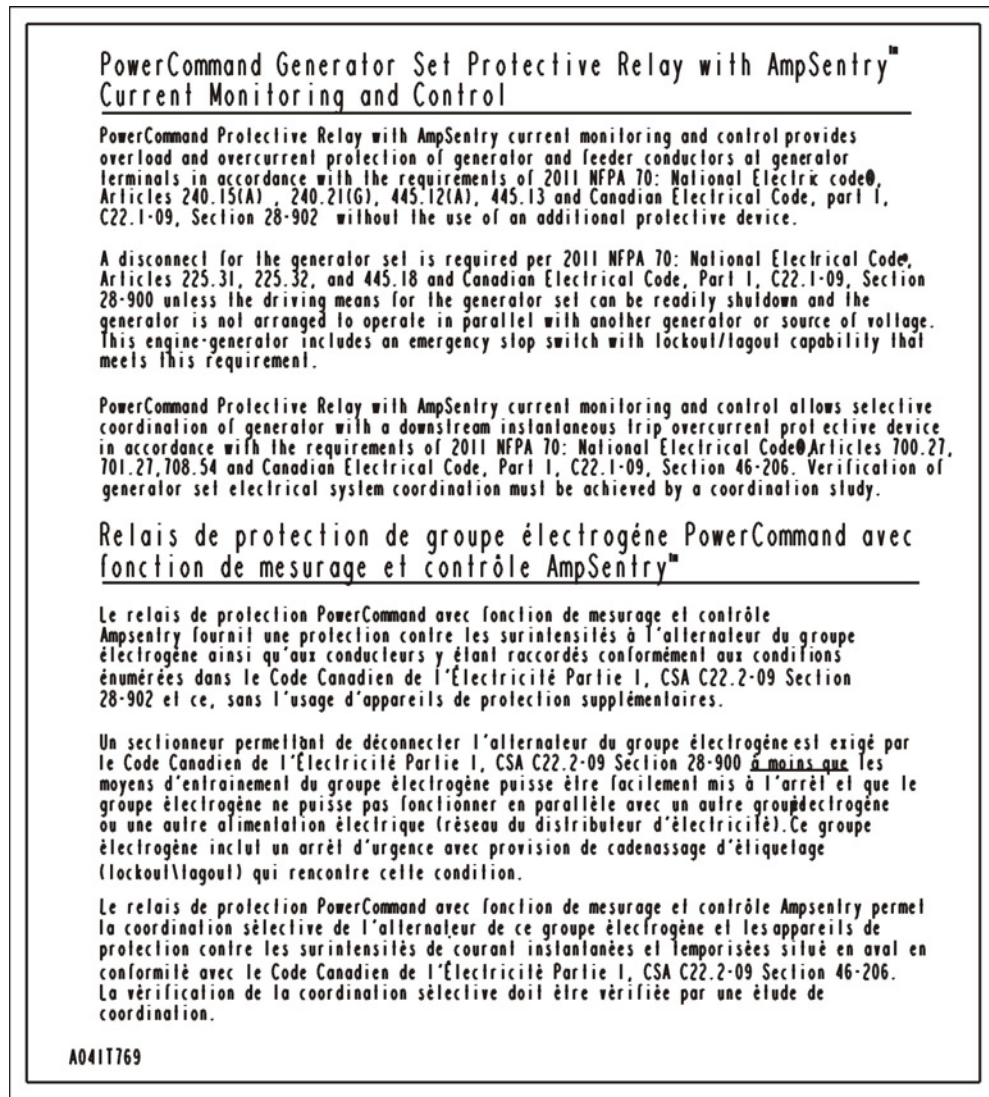 PowerCommand Generator Set Protective Relay with AmpSentry™
Current Monitoring and Control
PowerCommand Protective Relay with AmpSentry current monitoring and control provides
overload and overcurrent protection of generator and feeder conductors at generator
terminals in accordance with the requirements of 2011 NFPA 70: National Electric code®,
Articles 240.15(A) , 240.21(G), 445.12(A), 445.13 and Canadian Electrical Code, part 1,
C22.1-09, Section 28-902 without the use of an additional protective device.
A disconnect for the generator set is required per 2011 NFPA 70: National Electrical Code®,
Articles 225.31, 225.32, and 445.18 and Canadian Electrical Code, Part I, C22.1-09, Section
28-900 unless the driving means for the generator set can be readily shutdown and the
generator is not arranged to operate in parallel with another generator or source of voltage.
This engine-generator includes an emergency stop switch with lockout/tagout capability that
meets this requirement.
PowerCommand Protective Relay with AmpSentry current monitoring and control allows selective
coordination of generator with a downstream instantaneous trip overcurrent prot ective device
in accordance with the requirements of 2011 NFPA 70: National Electrical Code®,Articles 700.27,
701.27,708.54 and Canadian Electrical Code, Part I, C22.1-09, Section 46-206. Verification of
generator set electrical system coordination must be achieved by a coordination study.
Relais de protection de groupe électrogéne PowerCommand avec
fonction de mesurage et contrôle AmpSentry™
Le relais de protection PowerCommand avec fonction de mesurage et contrôle
Ampsentry fournit une protection contre les surintensités à l'alternateur du groupe
électrogène ainsi qu'aux conducteurs y étant raccordés conformément aux conditions
énumérées dans le Code Canadien de l'Électricité Partie I, CSA C22.2-09 Section
28-902 et ce, sans l'usage d'appareils de protection supplémentaires.
Un sectionneur permettant de déconnecter l'alternateur du groupe électrogène est exigé par
le Code Canadien de l'Électricité Partie I, CSA C22.2-09 Section 28-900 á moins que les
moyens d'entrainement du groupe électrogène puisse être facilement mis à l'arrêt et que le
groupe électrogène ne puisse pas fonctionner en parallèle avec un autre
ou une autre alimentation électrique (rèseau du distributeur d'électricité).Ce groupe
électrogène inclut un arrêt d'urgence avec provision de cadenassage d'étiquetage
(lockout\tagout) qui rencontre cette condition.
Le relais de protection PowerCommand avec fonction de mesurage et contrôle Ampsentry permet
la coordination sèlective de l'alternateur de ce groupe électrogène et les appareils de
protection contre les surintensitès de courant instantanées et temporisèes situé en aval en
conformitè avec le Code Canadien de l'Électricitè Partie I, CSA C22.2-09 Section 46-206.
La vèrification de la coordination sèlective doit être vèrifièe par une ètude de
coordination.
A041T769